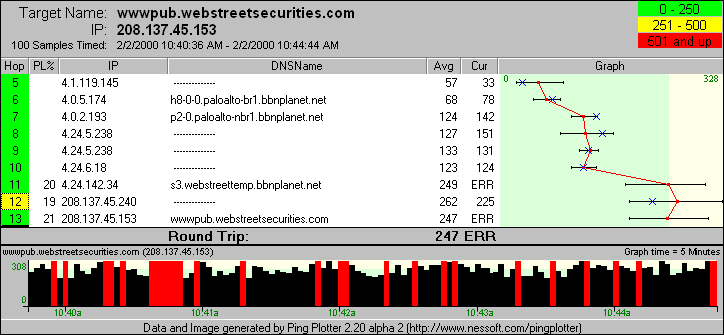 Target Name: wwwpub.webstreetsecurities.com
IP: 208.137.45.153
100 Samples Timed: 2/2/2000 10:40:36 AM - 2/2/2000 10:44:44 AM
0 - 250
251 - 500
501 and up
Hop PL% IP DNSName Avg Cur Graph
0 328
5 4.1.119.145 -------------- 57 33
6 4.0.5.174 h8-0-0.paloalto-br1.bbnplanet.net 68 78
7 4.0.2.193 p2-0.paloalto-nbr1.bbnplanet.net 124 142
8 4.24.5.238 -------------- 127 151
9 4.24.5.238 -------------- 133 131
10 4.24.6.18 -------------- 123 124
11 20 4.24.142.34 s3.webstreettemp.bbnplanet.net 249 ERR
12 19 208.137.45.240 -------------- 262 225
13 21 208.137.45.153 wwwpub.webstreetsecurities.com 247 ERR
Round Trip: 247 ERR
wwwpub.webstreetsecurities.com (208.137.45.153) Graph time = 5 Minutes
308
0
10:40a 10:41a 10:42a 10:43a 10:44a
Data and Image generated by Ping Plotter 2.20 alpha 2 (http://www.nessoft.com/pingplotter)